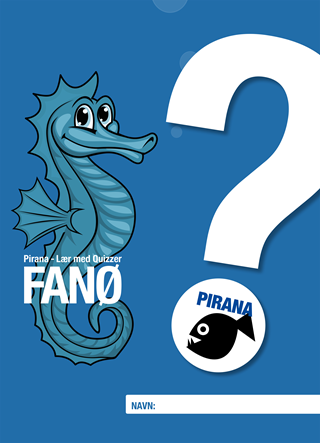 ?
Pirana - Lær med Quizzer
FANØ
PIRANA
NAVN: